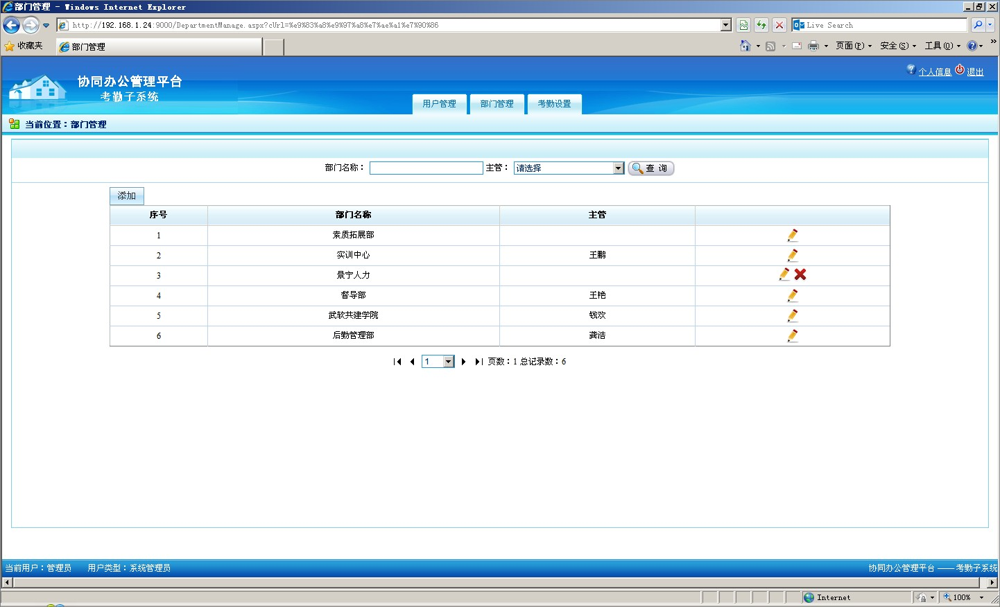 部门管理 - Windows Internet Explorer
http://192.168.1.24:9000/DepartmentManage.aspx?cUrl=%e9%83%a8%e9%97%a8%e7%ae%a1%e7%90%86
Live Search
收藏夹
部门管理
页面(P)
安全(S)
工具(O)
协同办公管理平台
考勤子系统
个人信息
退出
用户管理
部门管理
考勤设置
当前位置：部门管理
部门名称：
主管：
请选择
查 询
添加
序号 部门名称 主管
1 素质拓展部
2 实训中心 王鹏
3 景宁人力
4 督导部 王艳
5 武软共建学院 钱欢
6 后勤管理部 龚洁
1 页数：1 总记录数：6
当前用户：管理员 用户类型：系统管理员
协同办公管理平台 ——考勤子系统
Internet
100%